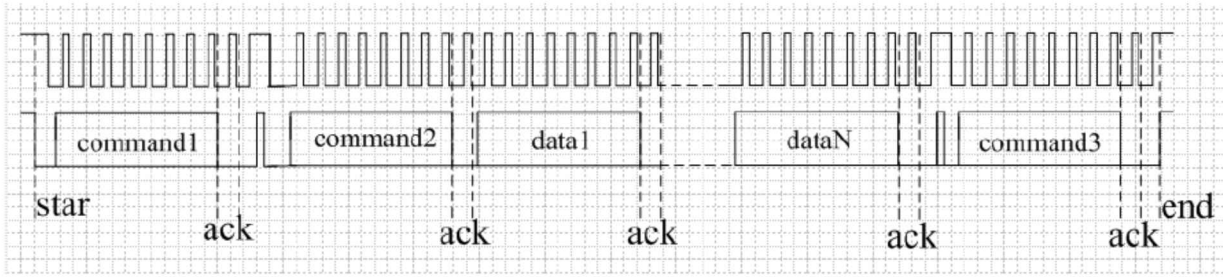 command1 command2 data1 dataN command3
star end
ack ack ack ack ack